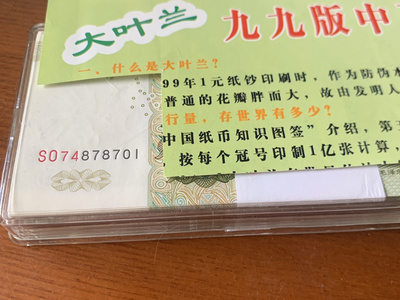 大叶兰
九九版中
一、什么是大叶兰?
99年1元纸钞印刷时，作为防伪水
普通的花瓣胖而大，故由发明人
行量，存世界有多少?
中国纸币知识图签”介绍，第五
按每个冠号印制1亿张计算，
S074878701